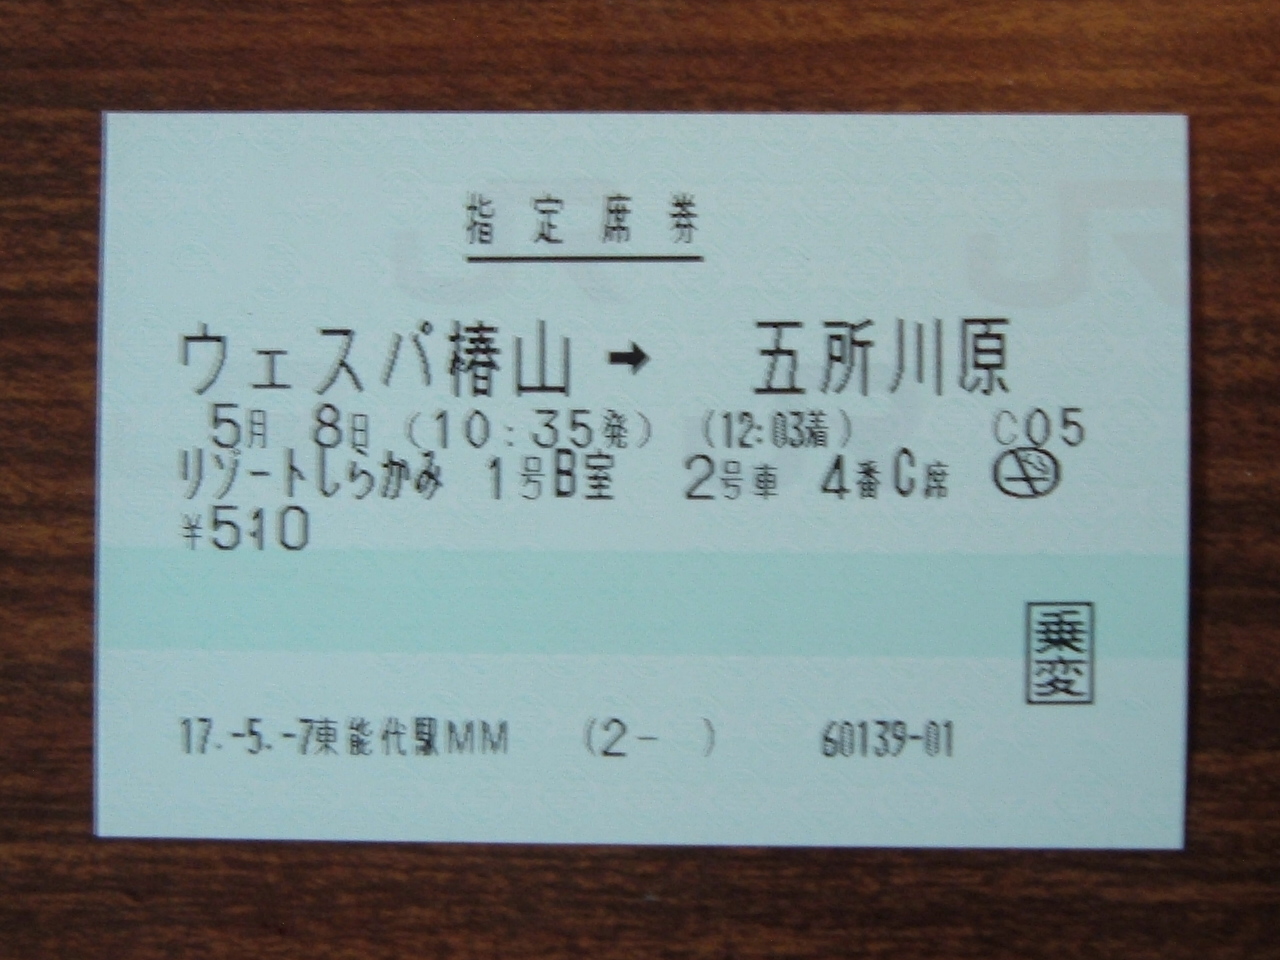 指定席券
ウェスパ椿山 ➡ 五所川原
5月 8日 (10:35発) (12:03着) C05
リゾートしらかみ 1号B室 2号車 4番C席
¥510
乗変
17.-5.-7東能代駅MM (2- ) 60139-01